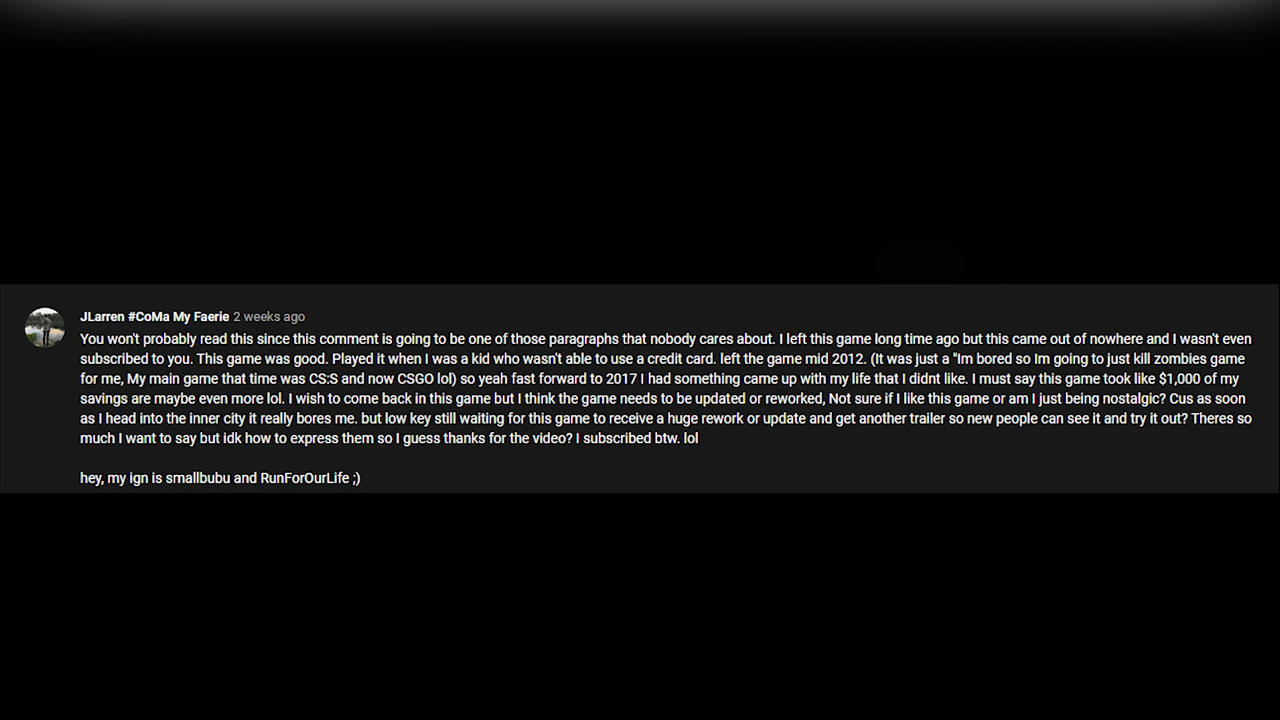 JLarren #CoMa My Faerie 2 weeks ago
You won't probably read this since this comment is going to be one of those paragraphs that nobody cares about. I left this game long time ago but this came out of nowhere and I wasn't even
subscribed to you. This game was good. Played it when I was a kid who wasn't able to use a credit card. left the game mid 2012. (It was just a "Im bored so Im going to just kill zombies game
for me, My main game that time was CS:S and now CSGO lol) so yeah fast forward to 2017 I had something came up with my life that I didnt like. I must say this game took like $1,000 of my
savings are maybe even more lol. I wish to come back in this game but I think the game needs to be updated or reworked, Not sure if I like this game or am I just being nostalgic? Cus as soon
as I head into the inner city it really bores me. but low key still waiting for this game to receive a huge rework or update and get another trailer so new people can see it and try it out? Theres so
much I want to say but idk how to express them so I guess thanks for the video? I subscribed btw. lol
hey, my ign is smallbubu and RunForOurLife ;)